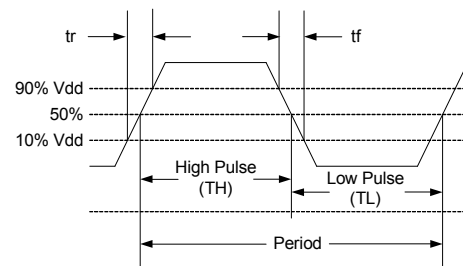 tr
tf
90% Vdd
50%
10% Vdd
High Pulse
(TH)
Low Pulse
(TL)
Period